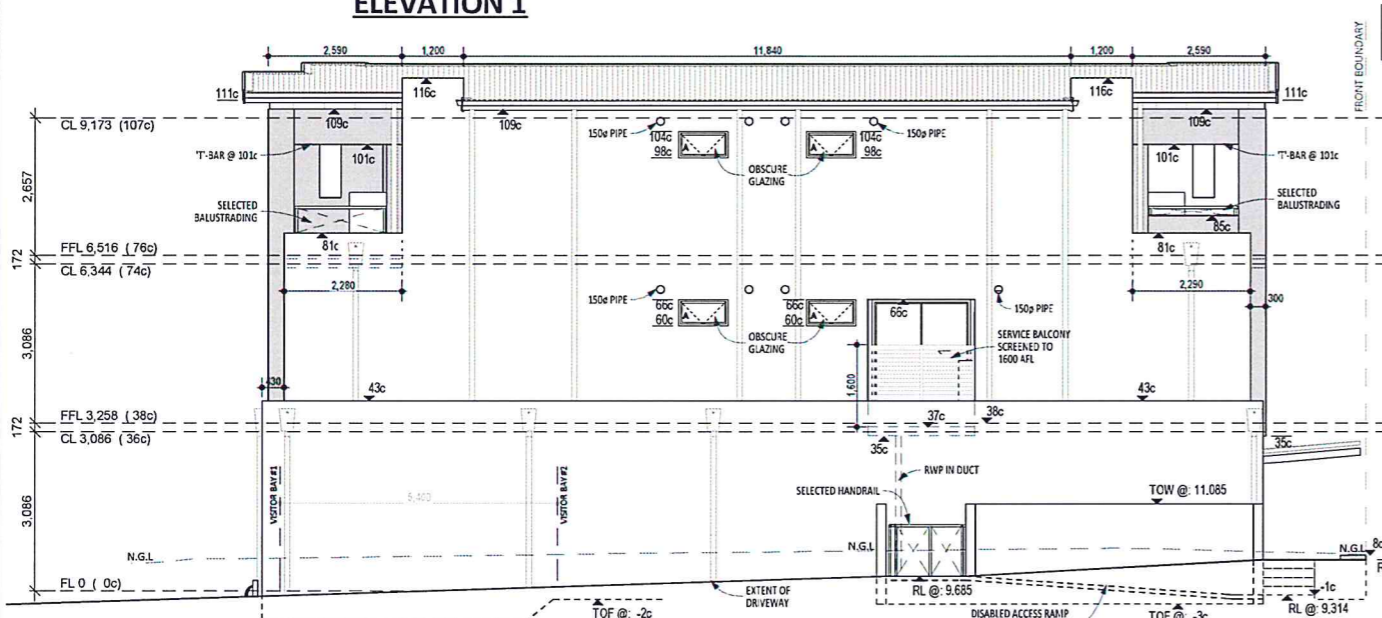 ELEVATION 1
2,590
1,200
11,840
1,200
2,590
FRONT BOUNDARY
111c
116c
116c
111c
CL 9,173 (107c)
109c
109c
109c
150ø PIPE
104c
98c
A
A
104c
98c
150ø PIPE
'T'-BAR @ 101c
101c
101c
'T'-BAR @ 101c
OBSCURE
GLAZING
2,657
SELECTED
BALUSTRADING
SELECTED
BALUSTRADING
85c
FFL 6,516 (76c)
81c
81c
172
CL 6,344 (74c)
2,280
2,290
150ø PIPE
66c
60c
A
A
66c
60c
66c
150ø PIPE
300
OBSCURE
GLAZING
SERVICE BALCONY
SCREENED TO
1600 AFL
3,086
1,600
430
43c
43c
FFL 3,258 (38c)
37c
38c
172
CL 3,086 (36c)
35c
35c
RWP IN DUCT
VISITOR BAY#1
5,400
VISITOR BAY#2
SELECTED HANDRAIL
TOW @: 11.085
3,086
N.G.L
N.G.L
N.G.L
8c
FL 0 ( 0c)
EXTENT OF
DRIVEWAY
RL @: 9.685
-1c
RL @: 9,314
TOF @: -2c
DISABLED ACCESS RAMP
TOF @: -3c